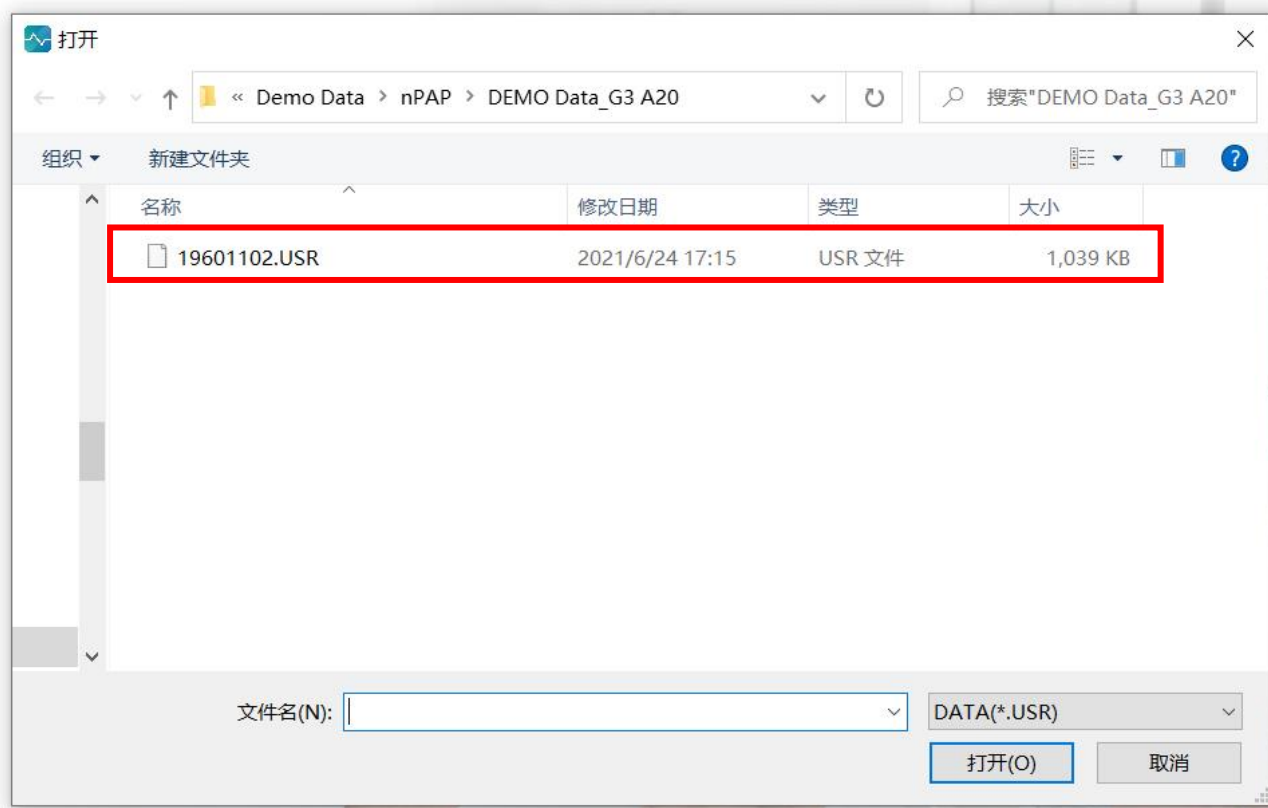 打开
« Demo Data > nPAP > DEMO Data_G3 A20
搜索"DEMO Data_G3 A20"
组织 新建文件夹 ?
名称 修改日期 类型 大小
19601102.USR 2021/6/24 17:15 USR 文件 1,039 KB
文件名(N): DATA(*.USR)
打开(O) 取消